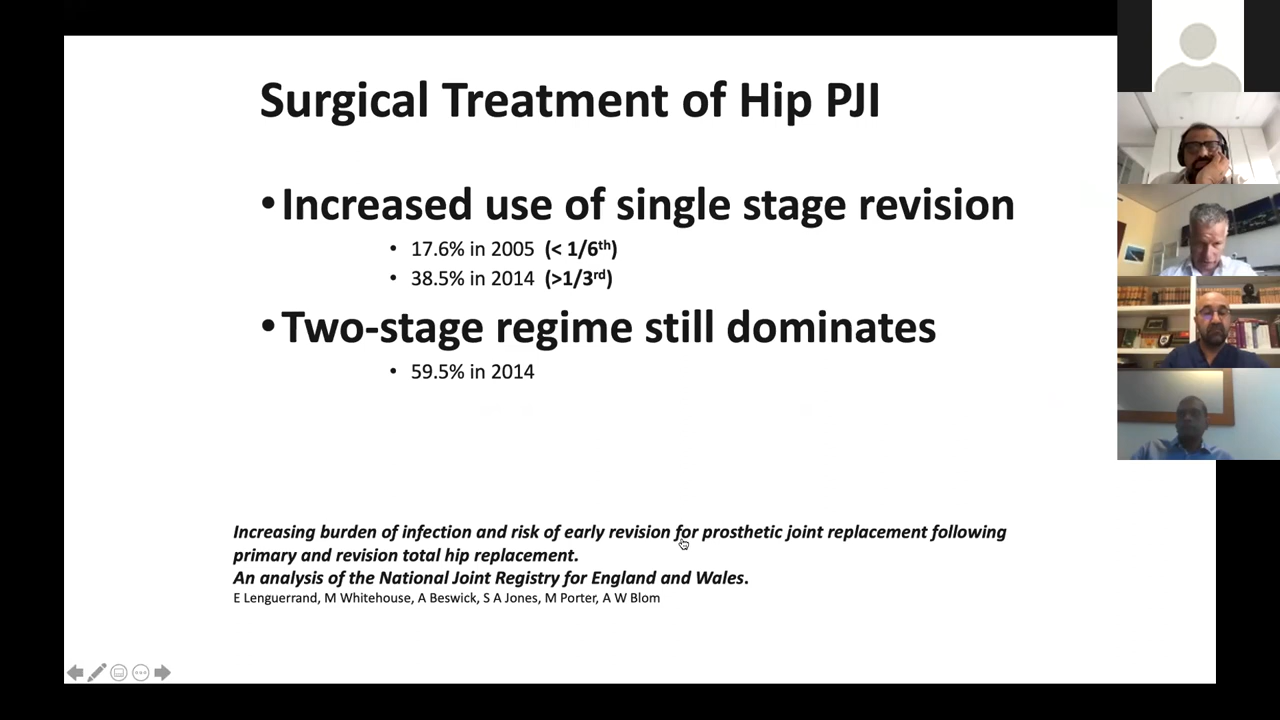 Surgical Treatment of Hip PJI
• Increased use of single stage revision
• 17.6% in 2005 (< 1/6th)
• 38.5% in 2014 (>1/3rd)
• Two-stage regime still dominates
• 59.5% in 2014
Increasing burden of infection and risk of early revision for prosthetic joint replacement following
primary and revision total hip replacement.
An analysis of the National Joint Registry for England and Wales.
E Lenguerrand, M Whitehouse, A Beswick, S A Jones, M Porter, A W Blom